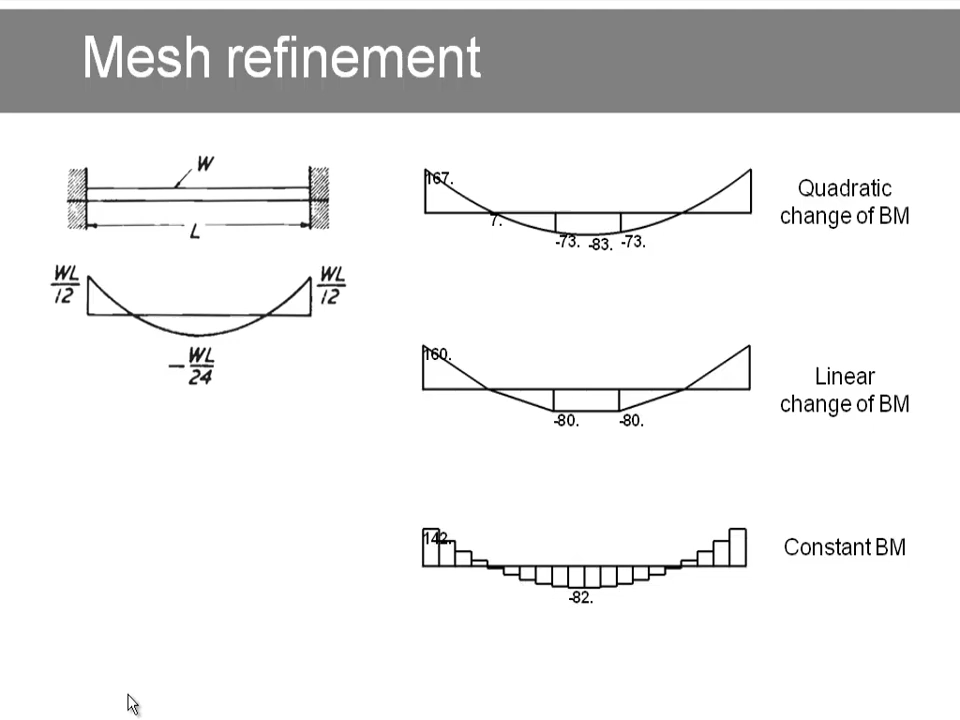 Mesh refinement
W
L
WL
12
WL
12
-WL
24
167.
7.
-73. -83. -73.
Quadratic
change of BM
160.
-80. -80.
Linear
change of BM
142.
-82.
Constant BM